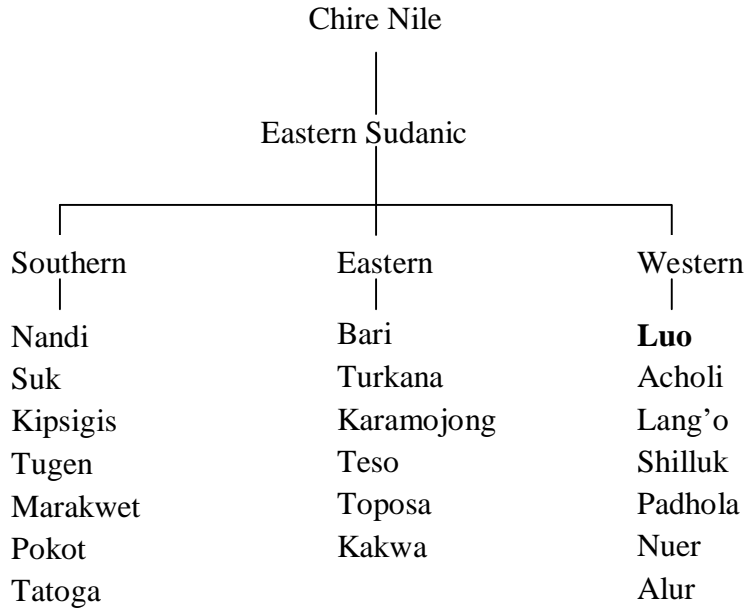 Chire Nile
Eastern Sudanic
Southern Eastern Western
Nandi Bari Luo
Suk Turkana Acholi
Kipsigis Karamojong Lang’o
Tugen Teso Shilluk
Marakwet Toposa Padhola
Pokot Kakwa Nuer
Tatoga Alur